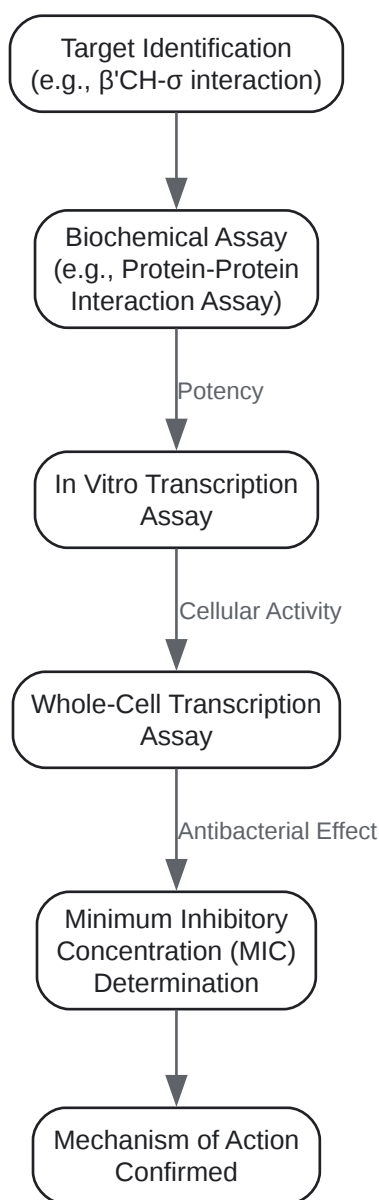 Target Identification
(e.g., β'CH-σ interaction)
Biochemical Assay
(e.g., Protein-Protein
Interaction Assay)
Potency
In Vitro Transcription
Assay
Cellular Activity
Whole-Cell Transcription
Assay
Antibacterial Effect
Minimum Inhibitory
Concentration (MIC)
Determination
Mechanism of Action
Confirmed